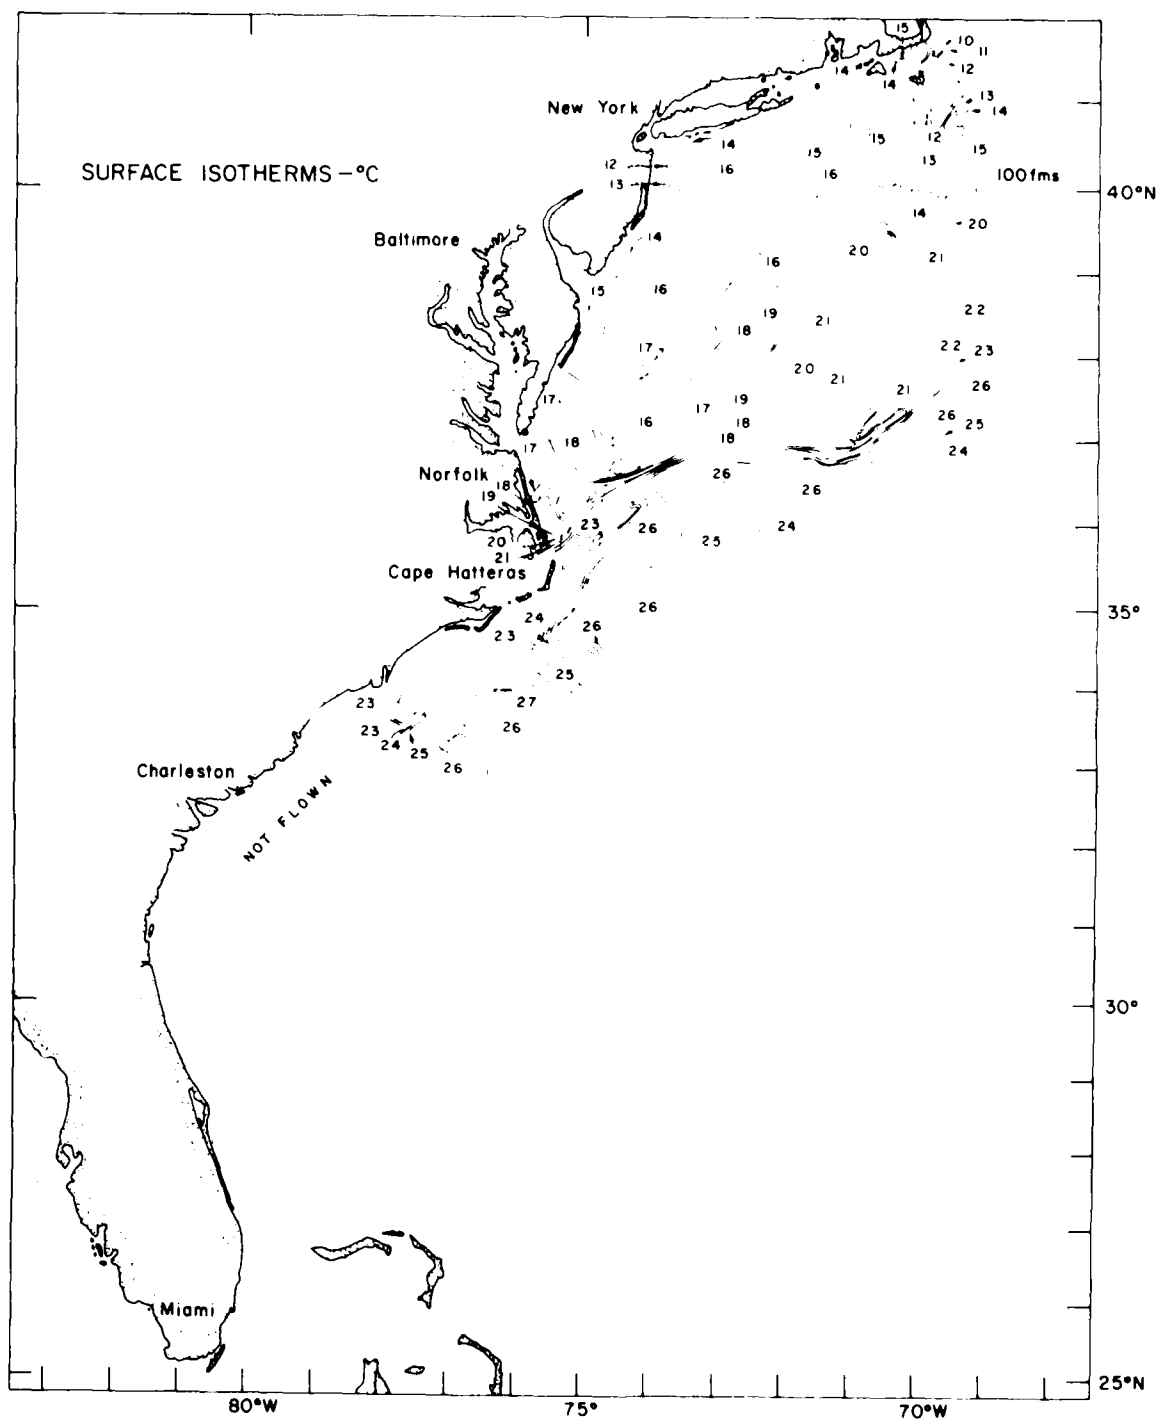 15 10
11
14 12
14 13
New York 14
14 15 15 12 15
12 16 16 13
SURFACE ISOTHERMS-°C 100fms
13 40°N
14 20
Baltimore 14 20 21
16
15 16
19 21 22
18
17 22 23
20 21 26
17 17 19 21
16 18 26 25
17 18 18 24
Norfolk 26
18 26
19
23 26 24
20 25
21
Cape Hatteras
26 35°
24 26
23
25
23 27
23 26
24 25
Charleston 26
NOT FLOWN
30°
Miami
25°N
80°W 75° 70°W